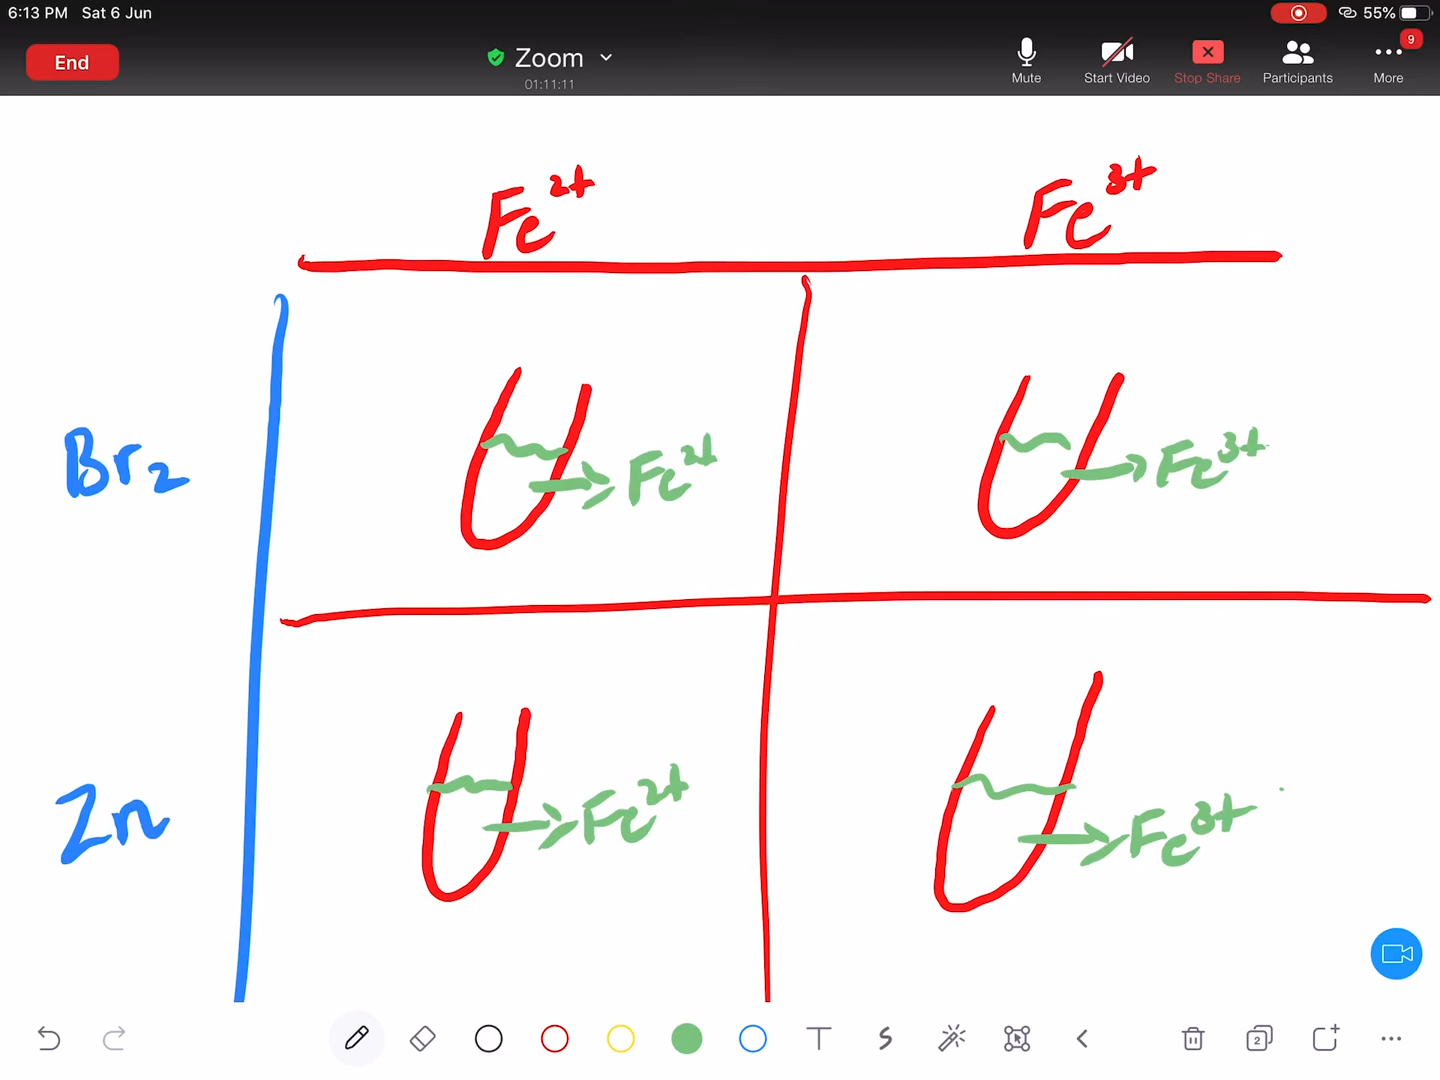 6:13 PM Sat 6 Jun 55%
End
Zoom
01:11:11
Mute
Start Video
Stop Share
Participants
9
More
Fe²⁺ Fe³⁺
Br₂
→ Fe²⁺ → Fe³⁺
Zn
→ Fe²⁺ → Fe³⁺
T
2